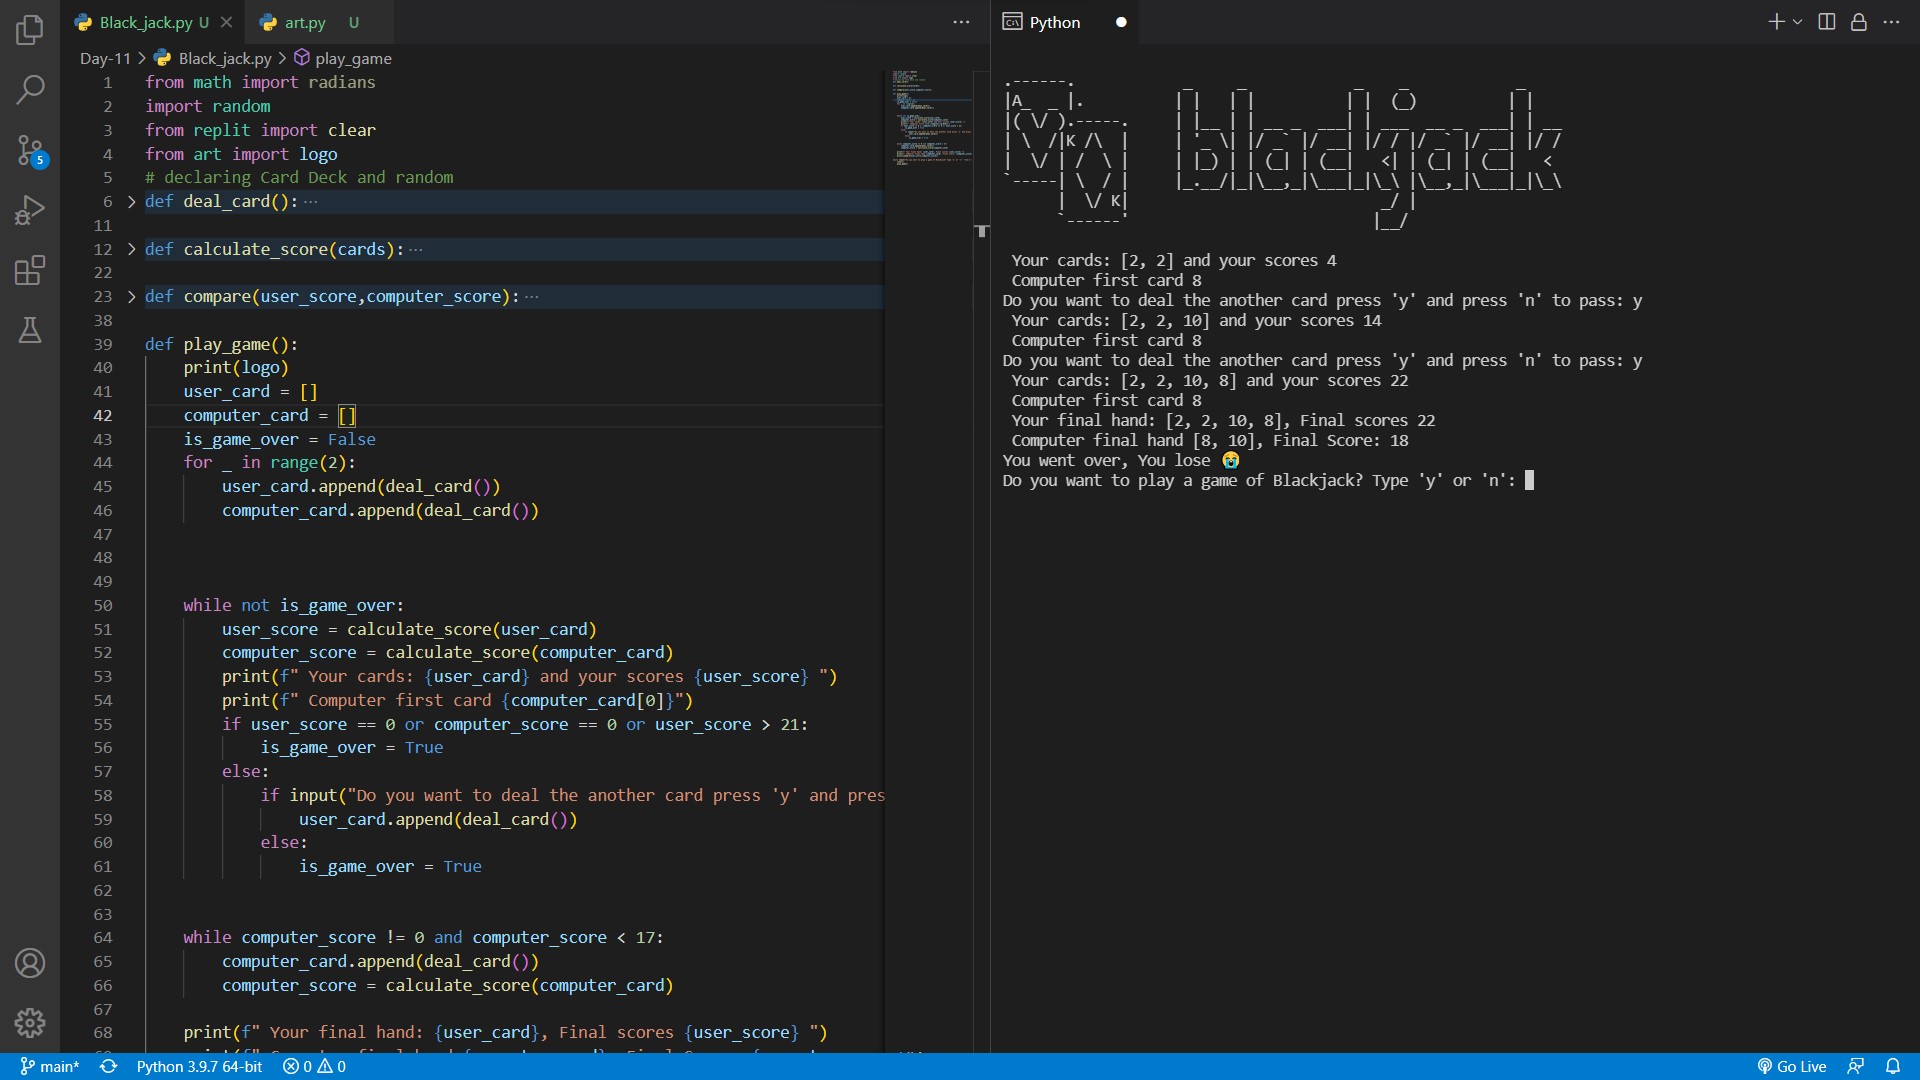 Black_jack.py U
art.py U
Day-11 > Black_jack.py > play_game
1 from math import radians
2 import random
3 from replit import clear
4 from art import logo
5 # declaring Card Deck and random
6 def deal_card(): ···
11
12 def calculate_score(cards): ···
22
23 def compare(user_score,computer_score): ···
38
39 def play_game():
40 print(logo)
41 user_card = []
42 computer_card = []
43 is_game_over = False
44 for _ in range(2):
45 user_card.append(deal_card())
46 computer_card.append(deal_card())
47
48
49
50 while not is_game_over:
51 user_score = calculate_score(user_card)
52 computer_score = calculate_score(computer_card)
53 print(f" Your cards: {user_card} and your scores {user_score} ")
54 print(f" Computer first card {computer_card[0]}")
55 if user_score == 0 or computer_score == 0 or user_score > 21:
56 is_game_over = True
57 else:
58 if input("Do you want to deal the another card press 'y' and pres
59 user_card.append(deal_card())
60 else:
61 is_game_over = True
62
63
64 while computer_score != 0 and computer_score < 17:
65 computer_card.append(deal_card())
66 computer_score = calculate_score(computer_card)
67
68 print(f" Your final hand: {user_card}, Final scores {user_score} ")
Python
A
K
K
blackjack
Your cards: [2, 2] and your scores 4
Computer first card 8
Do you want to deal the another card press 'y' and press 'n' to pass: y
Your cards: [2, 2, 10] and your scores 14
Computer first card 8
Do you want to deal the another card press 'y' and press 'n' to pass: y
Your cards: [2, 2, 10, 8] and your scores 22
Computer first card 8
Your final hand: [2, 2, 10, 8], Final scores 22
Computer final hand [8, 10], Final Score: 18
You went over, You lose 😭
Do you want to play a game of Blackjack? Type 'y' or 'n':
5
main*
Python 3.9.7 64-bit
0
0
Go Live